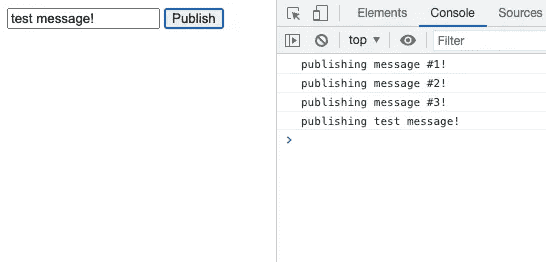 test message! Publish
Elements Console Sources
top ▼ Filter
publishing message #1!
publishing message #2!
publishing message #3!
publishing test message!
>